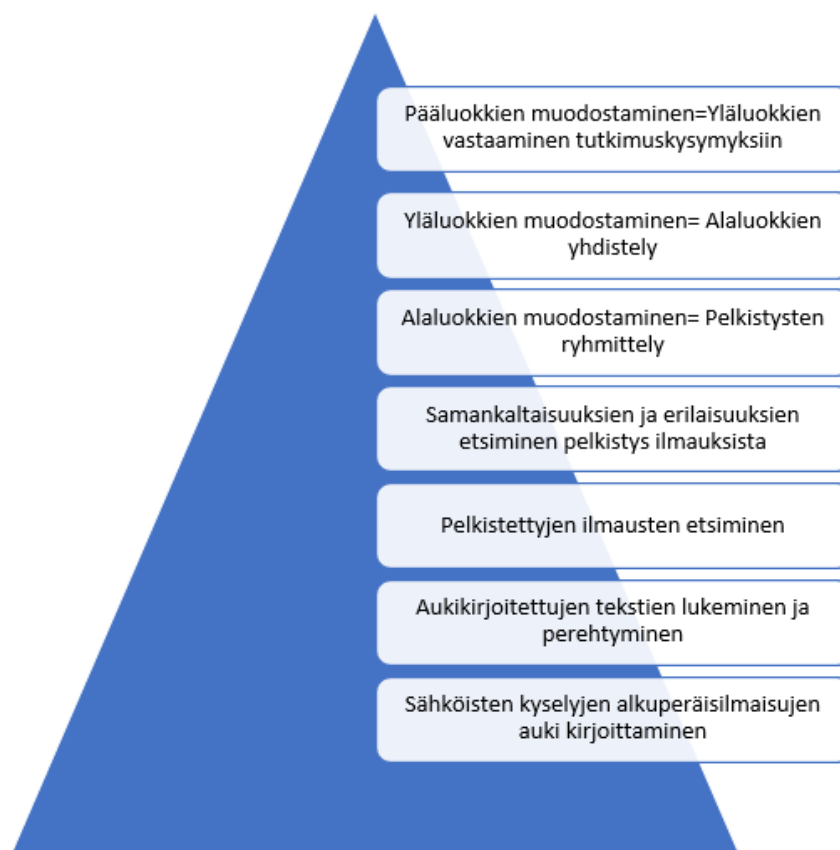 Pääluokkien muodostaminen=Yläluokkien
vastaaminen tutkimuskysymyksiin
Yläluokkien muodostaminen= Alaluokkien
yhdistely
Alaluokkien muodostaminen= Pelkistysten
ryhmittely
Samankaltaisuuksien ja erilaisuuksien
etsiminen pelkistys ilmauksista
Pelkistettyjen ilmausten etsiminen
Aukikirjoitettujen tekstien lukeminen ja
perehtyminen
Sähköisten kyselyjen alkuperäisilmaisujen
auki kirjoittaminen